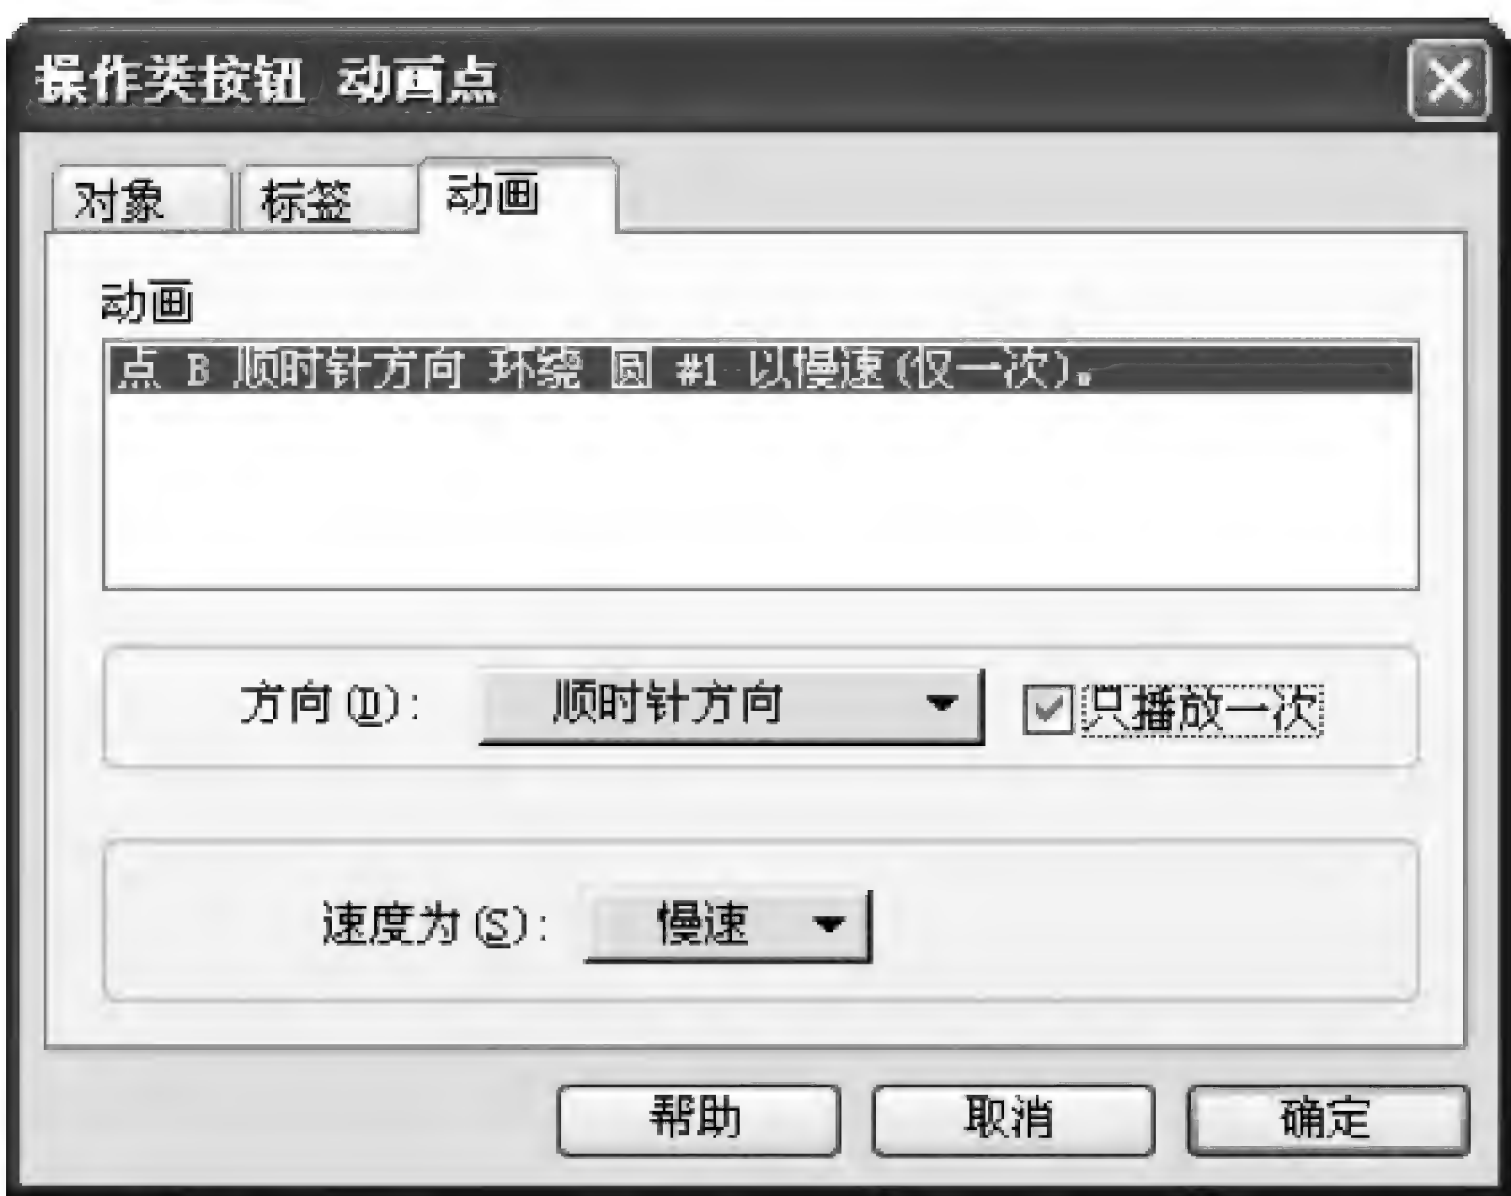 操作类按钮 动画点
对象 标签 动画
动画
点 B 顺时针方向 环绕 圆 #1 以慢速(仅一次)。
方向(D): 顺时针方向 只播放一次
速度为(S): 慢速
帮助 取消 确定